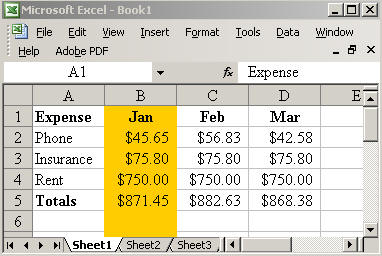 Microsoft Excel - Book1
File Edit View Insert Format Tools Data Window
Help Adobe PDF
A1 fx Expense
A B C D E
1 Expense Jan Feb Mar
2 Phone $45.65 $56.83 $42.58
3 Insurance $75.80 $75.80 $75.80
4 Rent $750.00 $750.00 $750.00
5 Totals $871.45 $882.63 $868.38
6
Sheet1 Sheet2 Sheet3